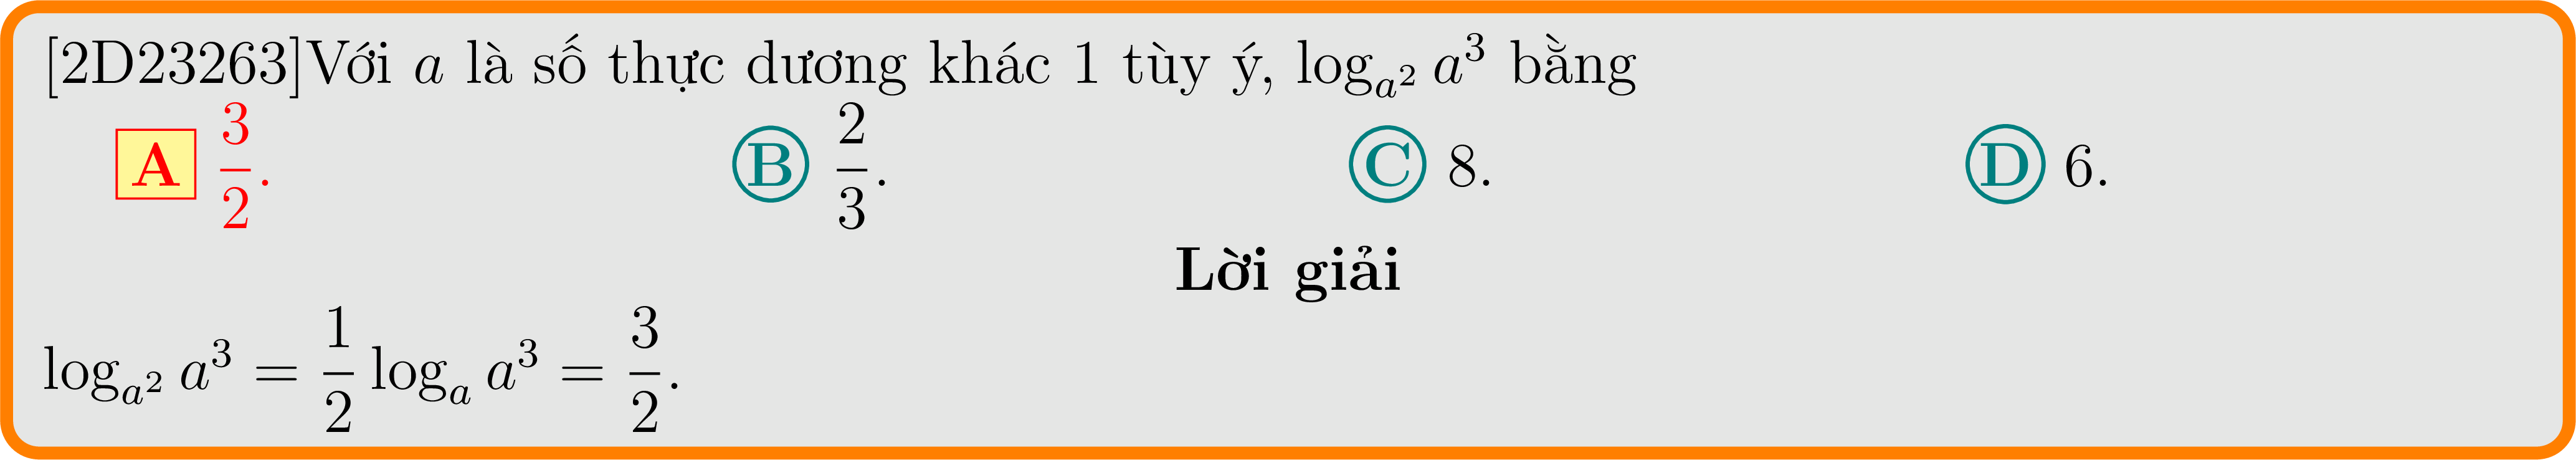 [2D23263]Với a là số thực dương khác 1 tùy ý, log_{a^2} a^3 bằng
A \frac{3}{2}. B \frac{2}{3}. C 8. D 6.
Lời giải
log_{a^2} a^3 = \frac{1}{2} log_a a^3 = \frac{3}{2}.